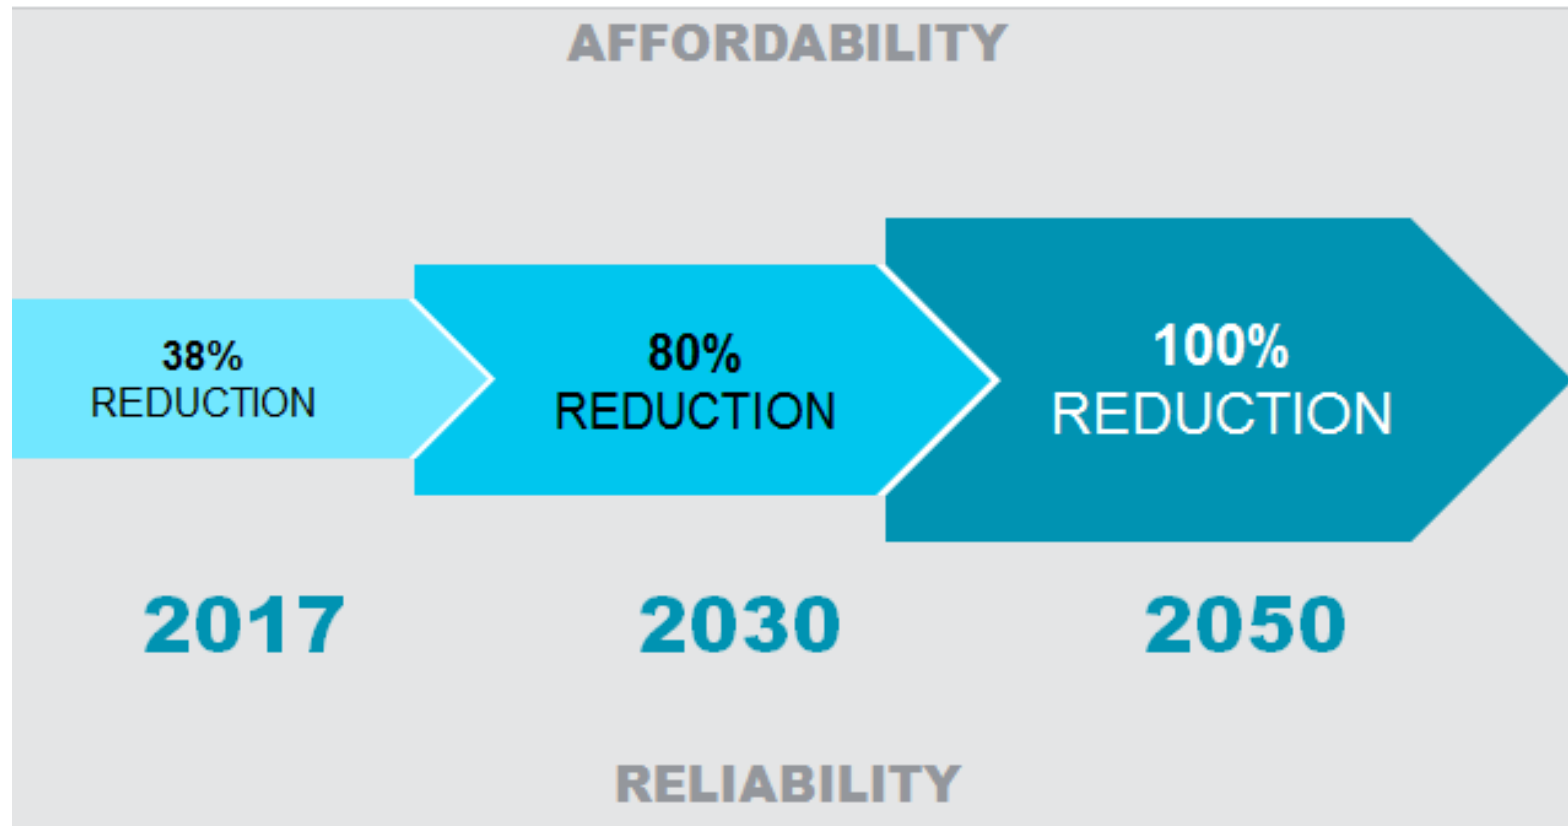 AFFORDABILITY
38%
REDUCTION
80%
REDUCTION
100%
REDUCTION
2017
2030
2050
RELIABILITY